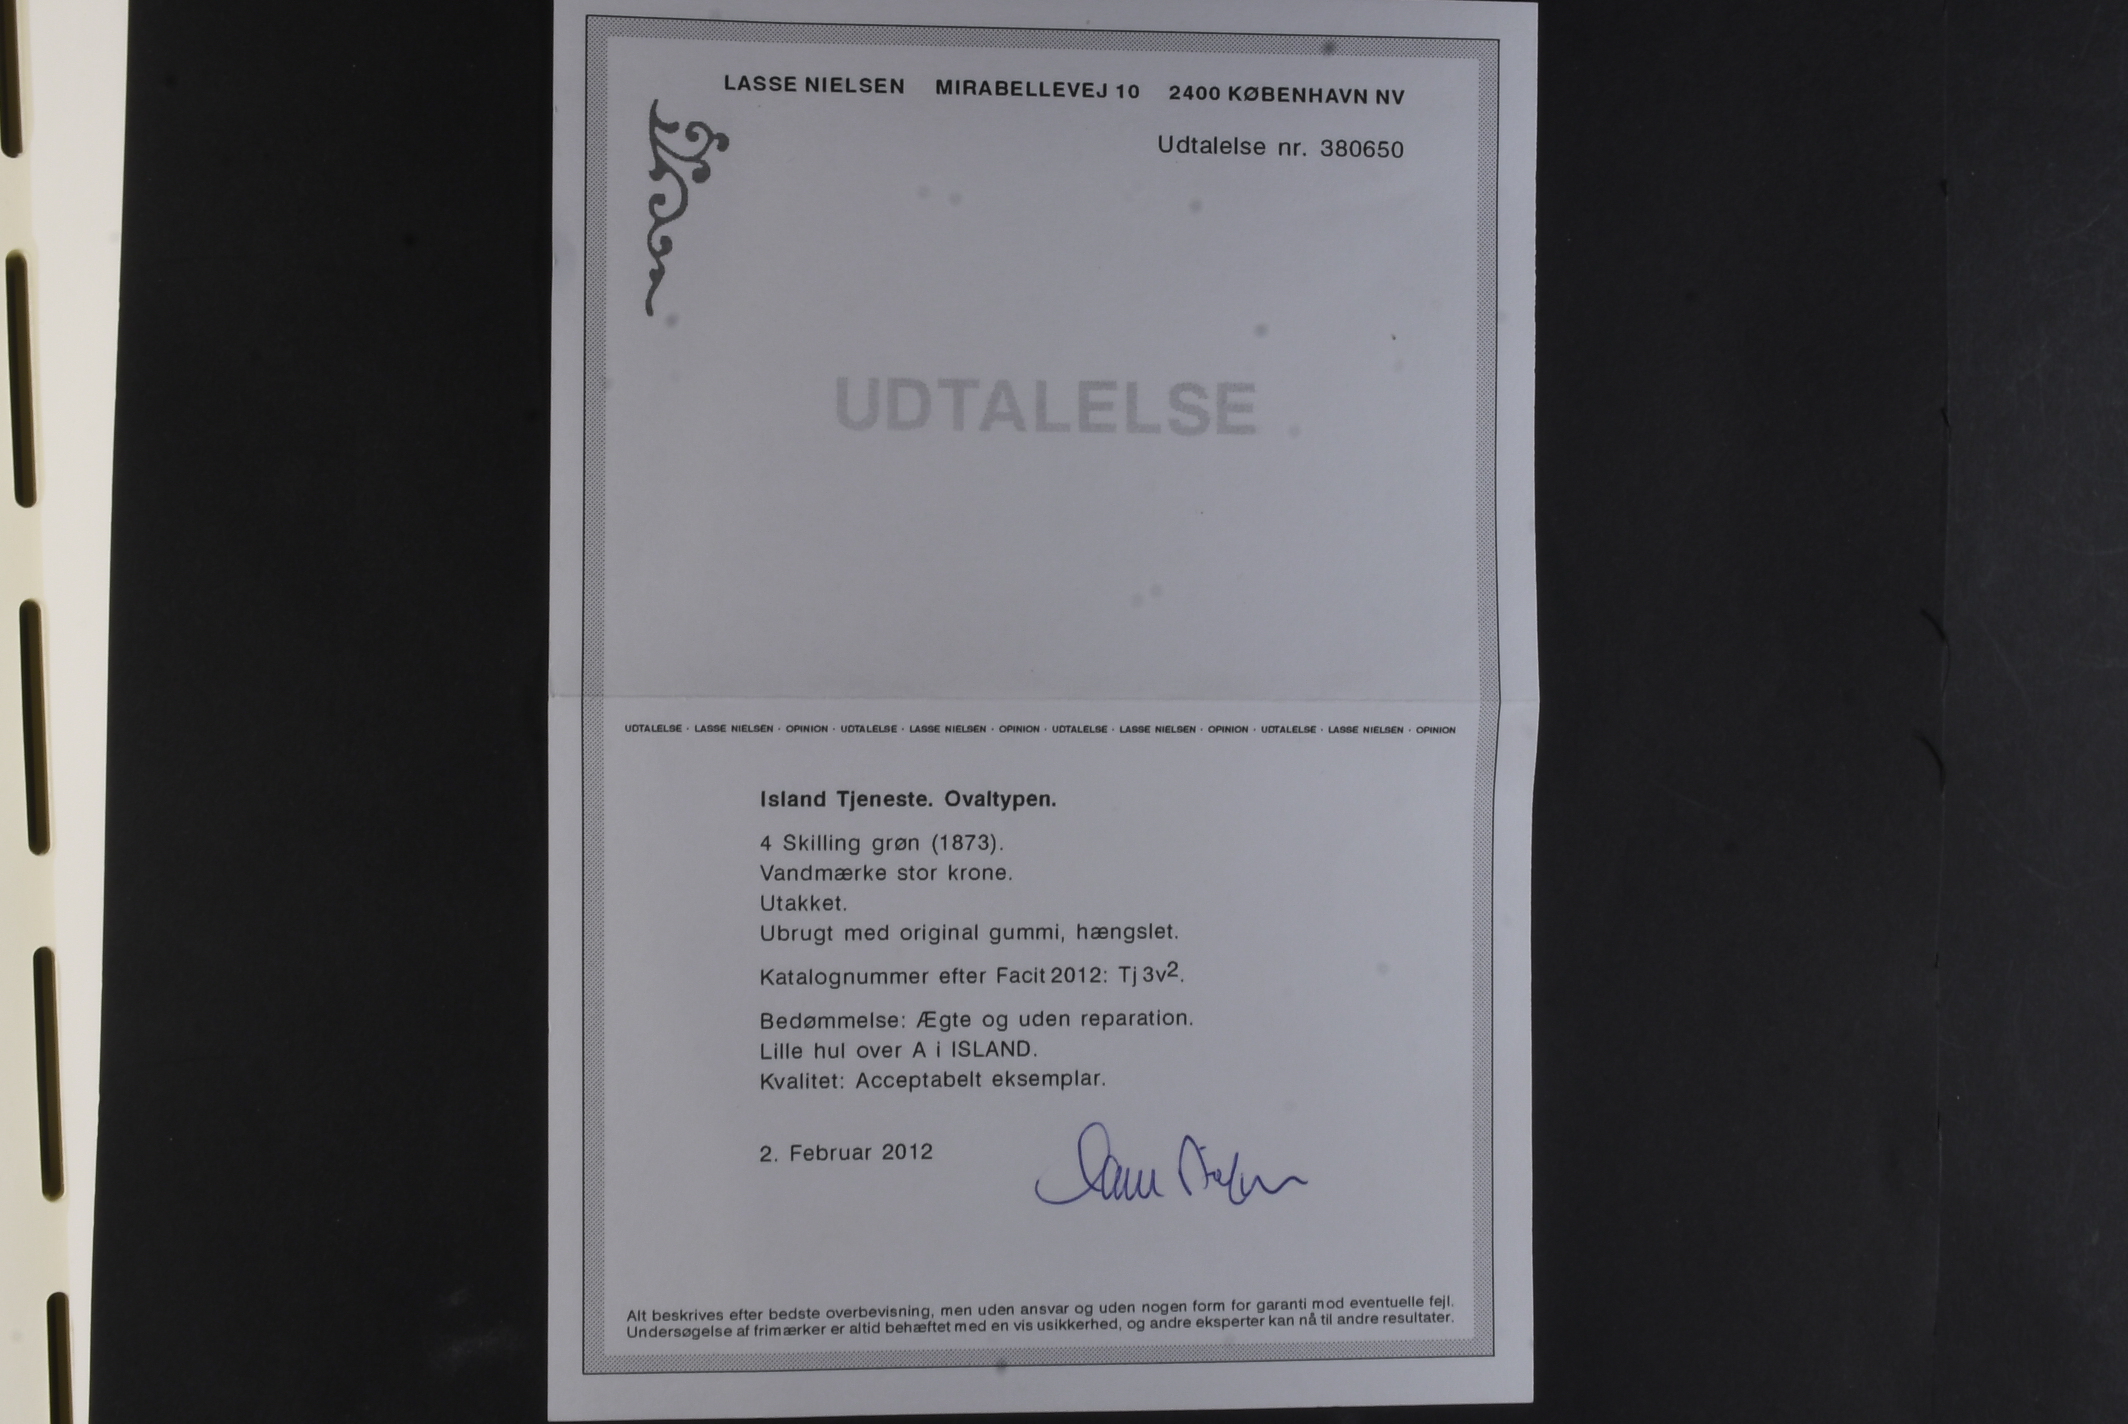 LASSE NIELSEN MIRABELLEVEJ 10 2400 KØBENHAVN NV
Udtalelse nr. 380650
UDTALELSE
UDTALELSE · LASSE NIELSEN · OPINION · UDTALELSE · LASSE NIELSEN · OPINION · UDTALELSE · LASSE NIELSEN · OPINION · UDTALELSE · LASSE NIELSEN · OPINION
Island Tjeneste. Ovaltypen.
4 Skilling grøn (1873).
Vandmærke stor krone.
Utakket.
Ubrugt med original gummi, hængslet.
Katalognummer efter Facit 2012: Tj 3v².
Bedømmelse: Ægte og uden reparation.
Lille hul over A i ISLAND.
Kvalitet: Acceptabelt eksemplar.
2. Februar 2012
Alt beskrives efter bedste overbevisning, men uden ansvar og uden nogen form for garanti mod eventuelle fejl.
Undersøgelse af frimærker er altid behæftet med en vis usikkerhed, og andre eksperter kan nå til andre resultater.